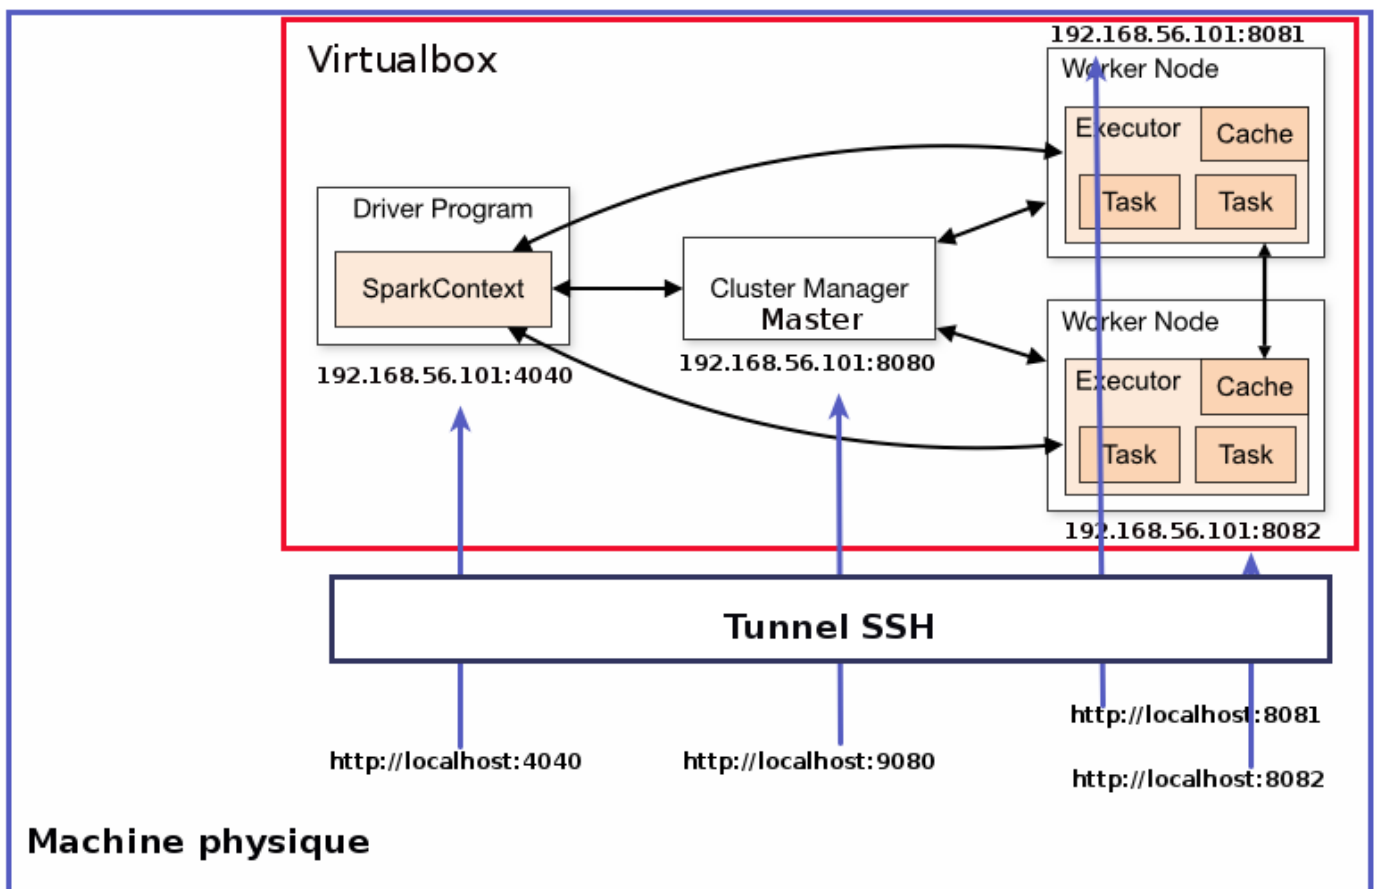 192.168.56.101:8081
Virtualbox
Worker Node
Executor
Cache
Task
Task
Driver Program
SparkContext
Cluster Manager
Master
192.168.56.101:4040
192.168.56.101:8080
Worker Node
Executor
Cache
Task
Task
192.168.56.101:8082
Tunnel SSH
http://localhost:8081
http://localhost:4040
http://localhost:9080
http://localhost:8082
Machine physique